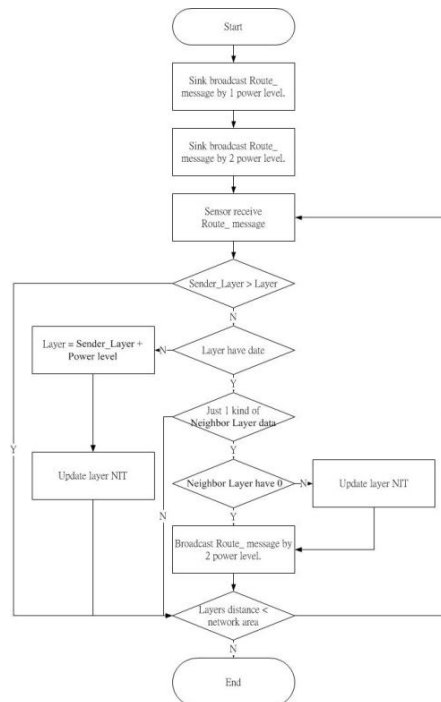 Start
Sink broadcast Route_
message by 1 power level.
Sink broadcast Route_
message by 2 power level.
Sensor receive
Route_ message
Sender_Layer > Layer
N
Layer = Sender_Layer +
Power level
N
Layer have date
Y
Just 1 kind of
Neighbor Layer data
Y
Y
Update layer NIT
Neighbor Layer have 0
N
Update layer NIT
N
Y
Broadcast Route_ message by
2 power level.
Layers distance <
network area
N
End